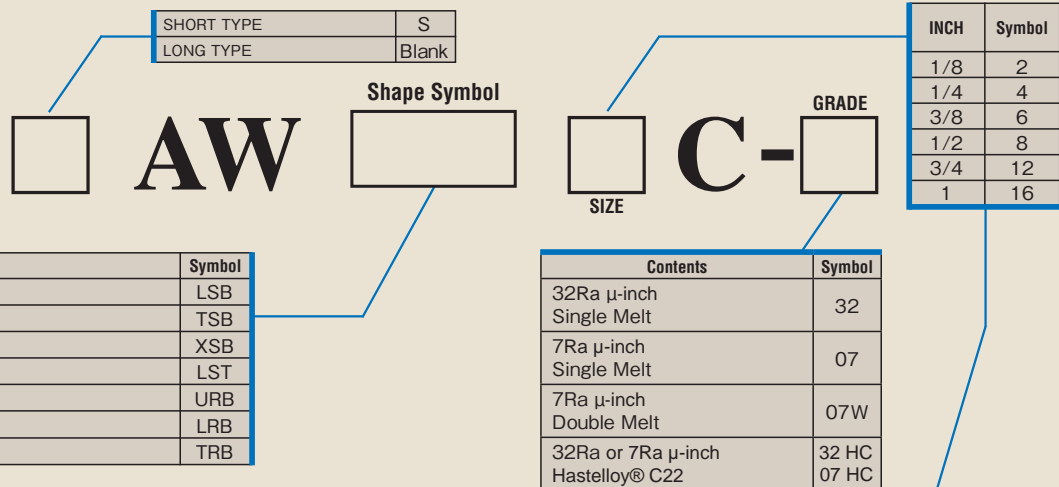 SHORT TYPE S
LONG TYPE Blank
INCH Symbol
1/8 2
1/4 4
3/8 6
1/2 8
3/4 12
1 16
Shape Symbol
GRADE
AW C-
SIZE
Symbol
LSB
TSB
XSB
LST
URB
LRB
TRB
Contents Symbol
32Ra μ-inch
Single Melt 32
7Ra μ-inch
Single Melt 07
7Ra μ-inch
Double Melt 07W
32Ra or 7Ra μ-inch 32 HC
Hastelloy® C22 07 HC